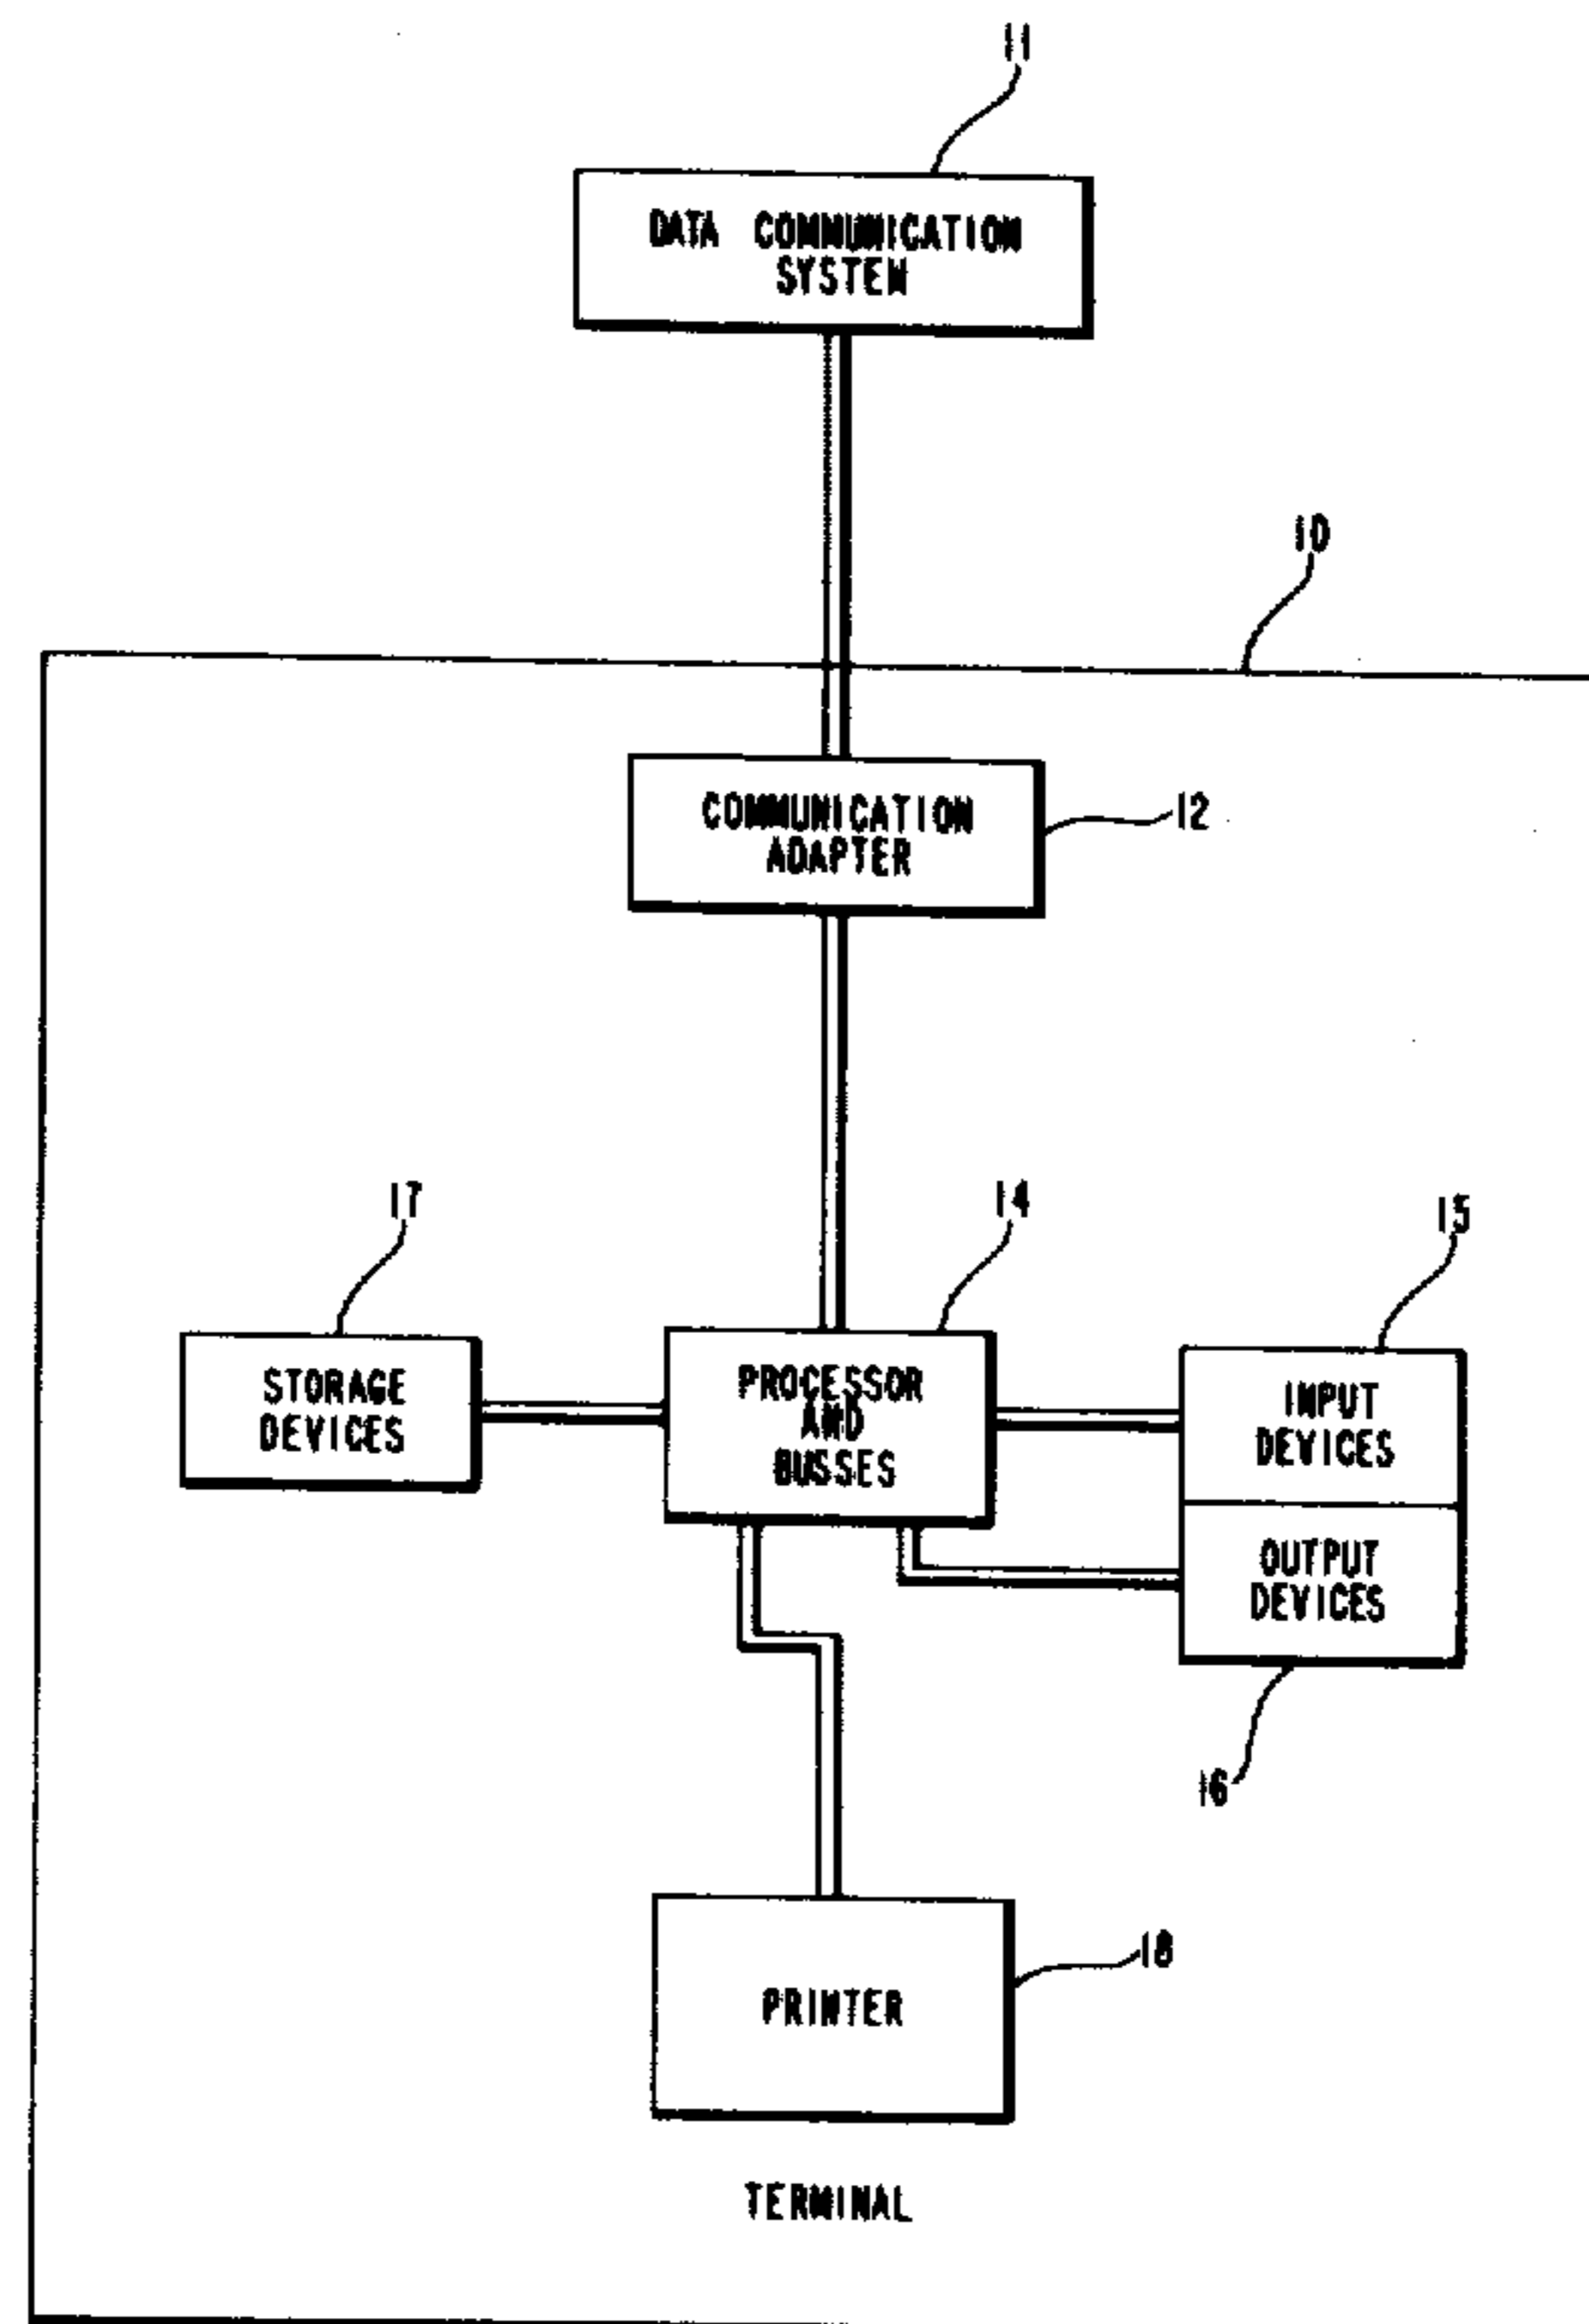 11
DATA COMMUNICATION
SYSTEM
10
COMMUNICATION
ADAPTER
12
17
14
15
STORAGE
DEVICES
PROCESSOR
AND
BUSSES
INPUT
DEVICES
OUTPUT
DEVICES
16
18
PRINTER
TERMINAL